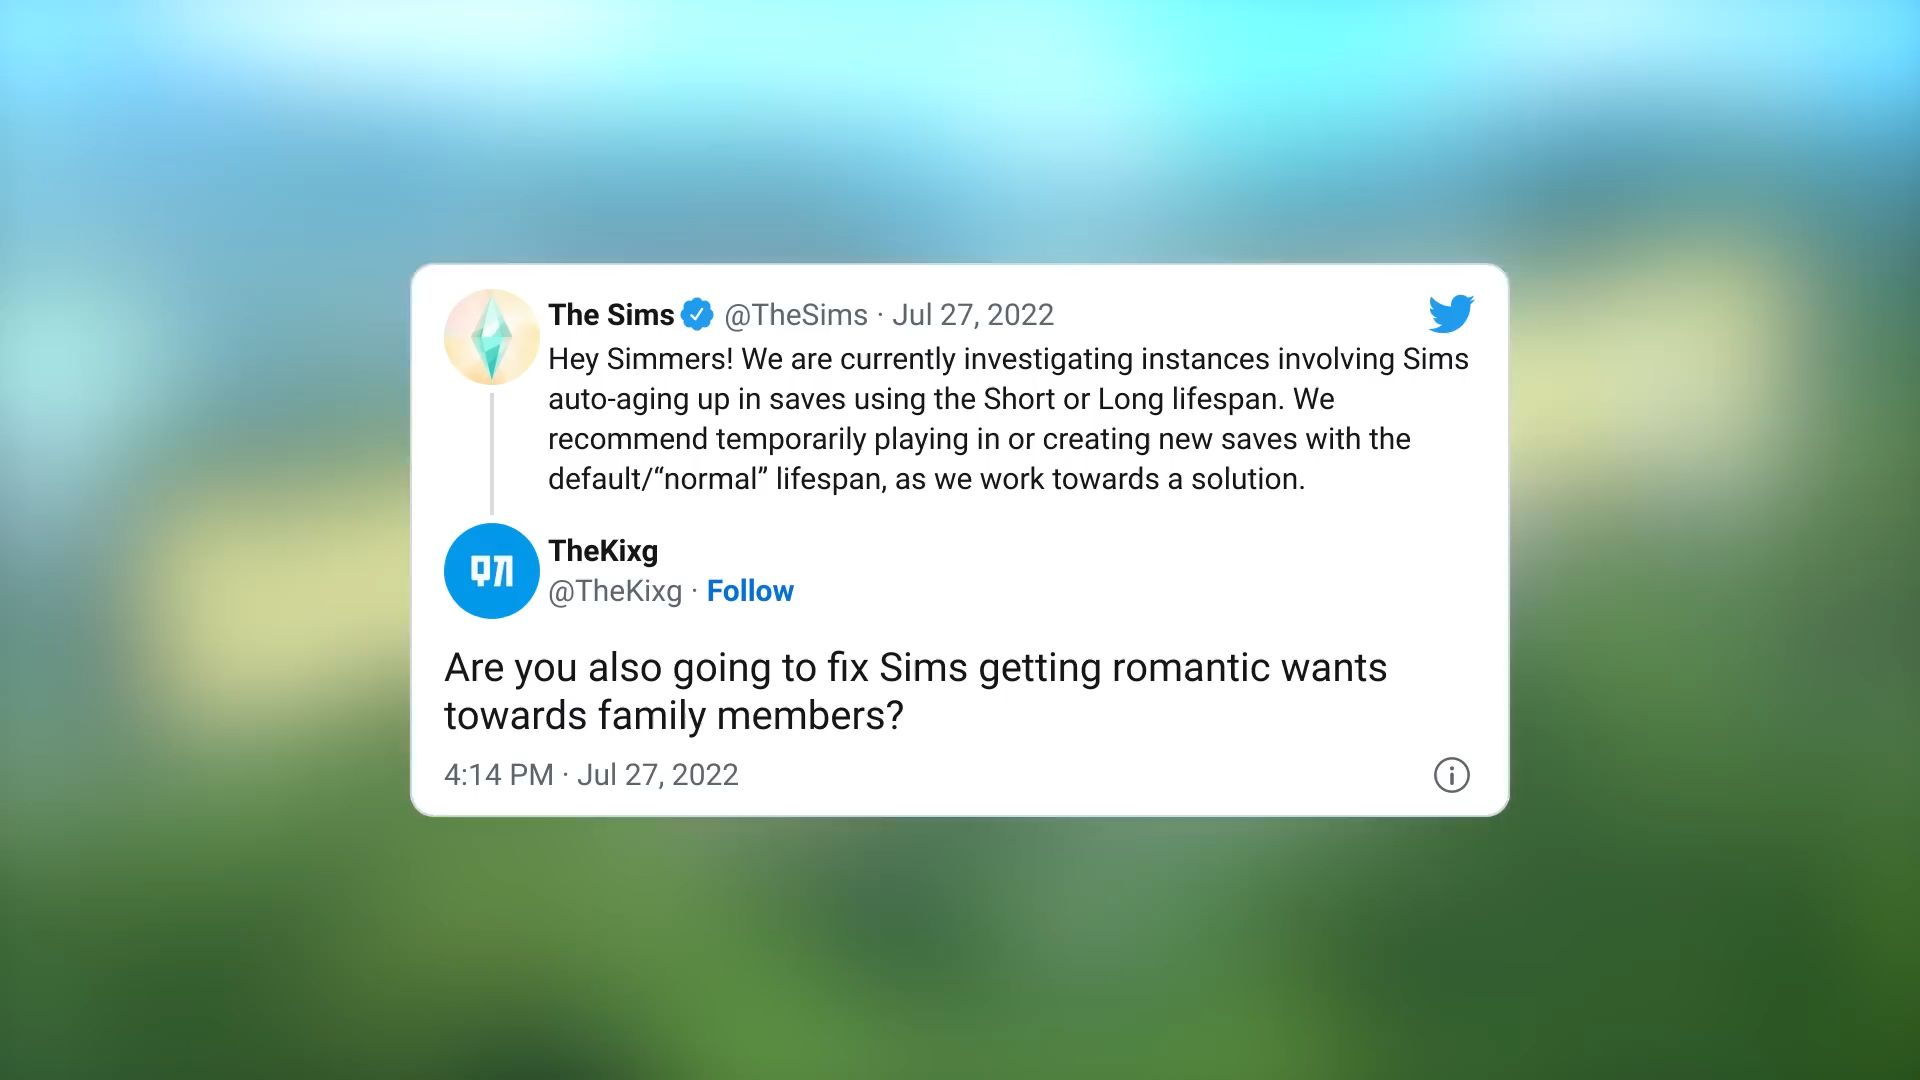 The Sims @TheSims · Jul 27, 2022
Hey Simmers! We are currently investigating instances involving Sims
auto-aging up in saves using the Short or Long lifespan. We
recommend temporarily playing in or creating new saves with the
default/“normal” lifespan, as we work towards a solution.
TheKixg
@TheKixg · Follow
Are you also going to fix Sims getting romantic wants
towards family members?
4:14 PM · Jul 27, 2022